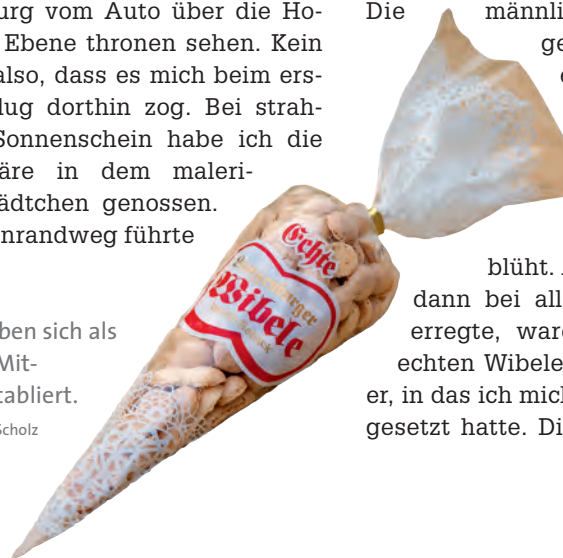 urg vom Auto über die Ho-
Ebene thronen sehen. Kein
also, dass es mich beim ers-
lug dorthin zog. Bei strah-
Sonnenschein habe ich die
äre in dem maleri-
ädtchen genossen.
nrandweg führte
ben sich als
Mit-
tabliert.
Scholz
Echte
Wibele
Die männli
ge
blüht.
dann bei all
erregte, war
echten Wibele
er, in das ich mich
gesetzt hatte. Di